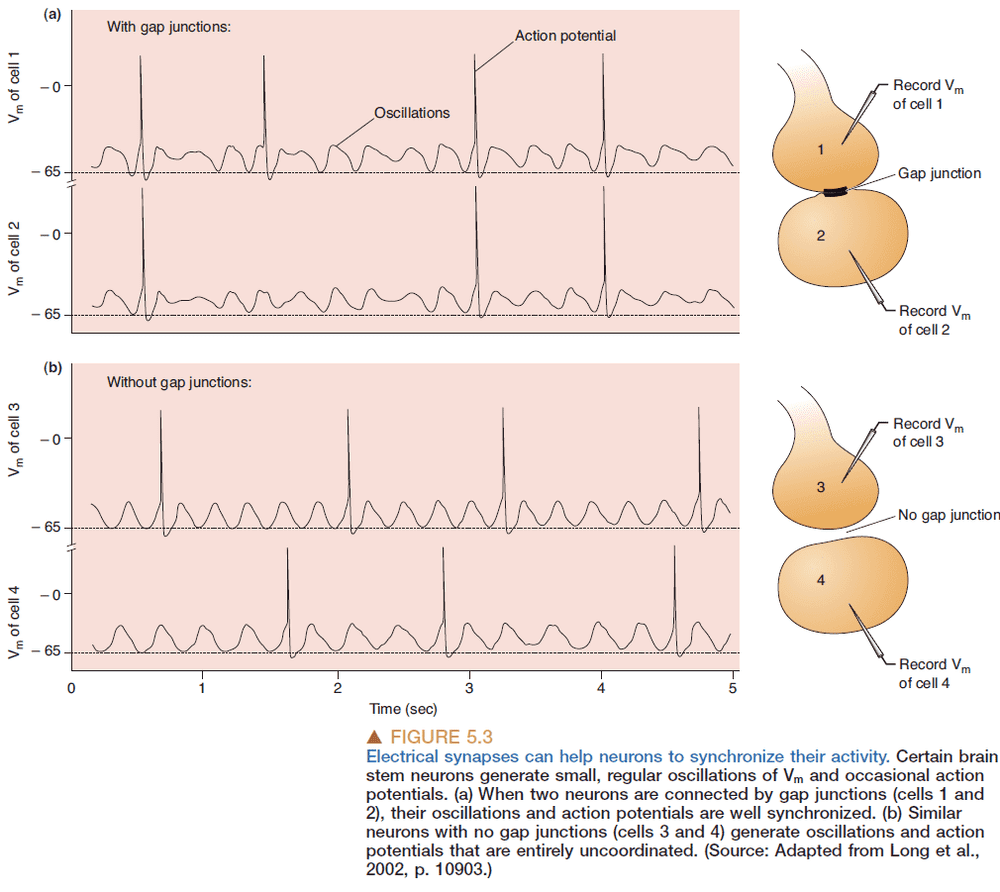 (a)
With gap junctions:
Action potential
Oscillations
Vm of cell 1
– 0
– 65
Vm of cell 2
– 0
– 65
Record Vm
of cell 1
1
Gap junction
2
Record Vm
of cell 2
(b)
Without gap junctions:
Vm of cell 3
– 0
– 65
Vm of cell 4
– 0
– 65
0 1 2 3 4 5
Time (sec)
Record Vm
of cell 3
3
No gap junction
4
Record Vm
of cell 4
▲ FIGURE 5.3
Electrical synapses can help neurons to synchronize their activity. Certain brain
stem neurons generate small, regular oscillations of Vm and occasional action
potentials. (a) When two neurons are connected by gap junctions (cells 1 and
2), their oscillations and action potentials are well synchronized. (b) Similar
neurons with no gap junctions (cells 3 and 4) generate oscillations and action
potentials that are entirely uncoordinated. (Source: Adapted from Long et al.,
2002, p. 10903.)